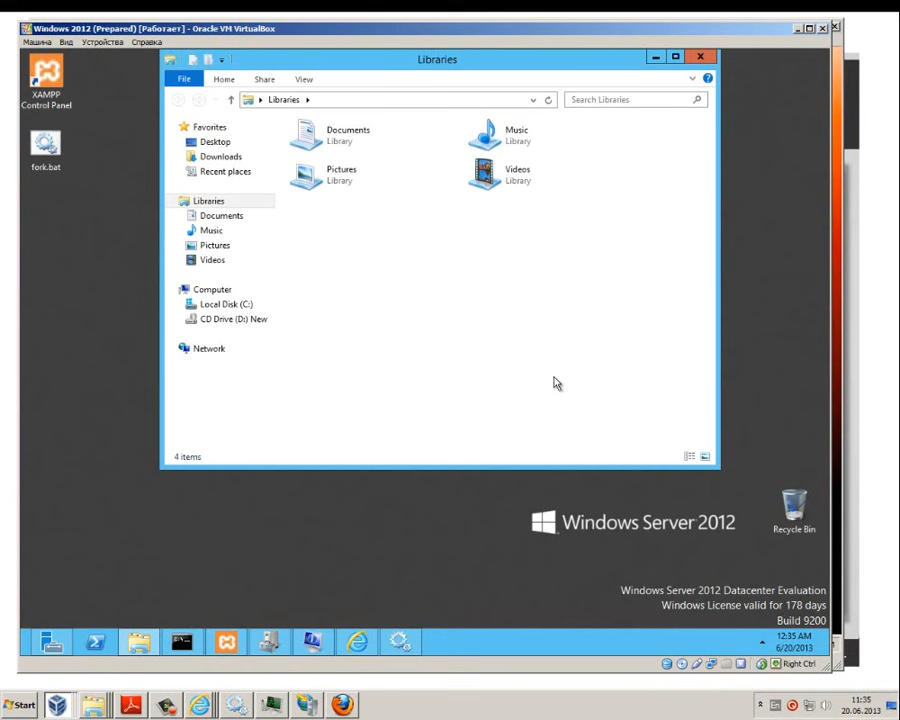 Windows 2012 (Prepared) [Работает] - Oracle VM VirtualBox
Машина Вид Устройства Справка
XAMPP
Control Panel
fork.bat
Libraries
File Home Share View
Libraries
Search Libraries
Favorites
Desktop
Downloads
Recent places
Libraries
Documents
Music
Pictures
Videos
Computer
Local Disk (C:)
CD Drive (D:) New
Network
Documents
Library
Music
Library
Pictures
Library
Videos
Library
4 items
Windows Server 2012
Recycle Bin
Windows Server 2012 Datacenter Evaluation
Windows License valid for 178 days
Build 9200
12:35 AM
6/20/2013
Right Ctrl
Start
En
11:35
20.06.2013